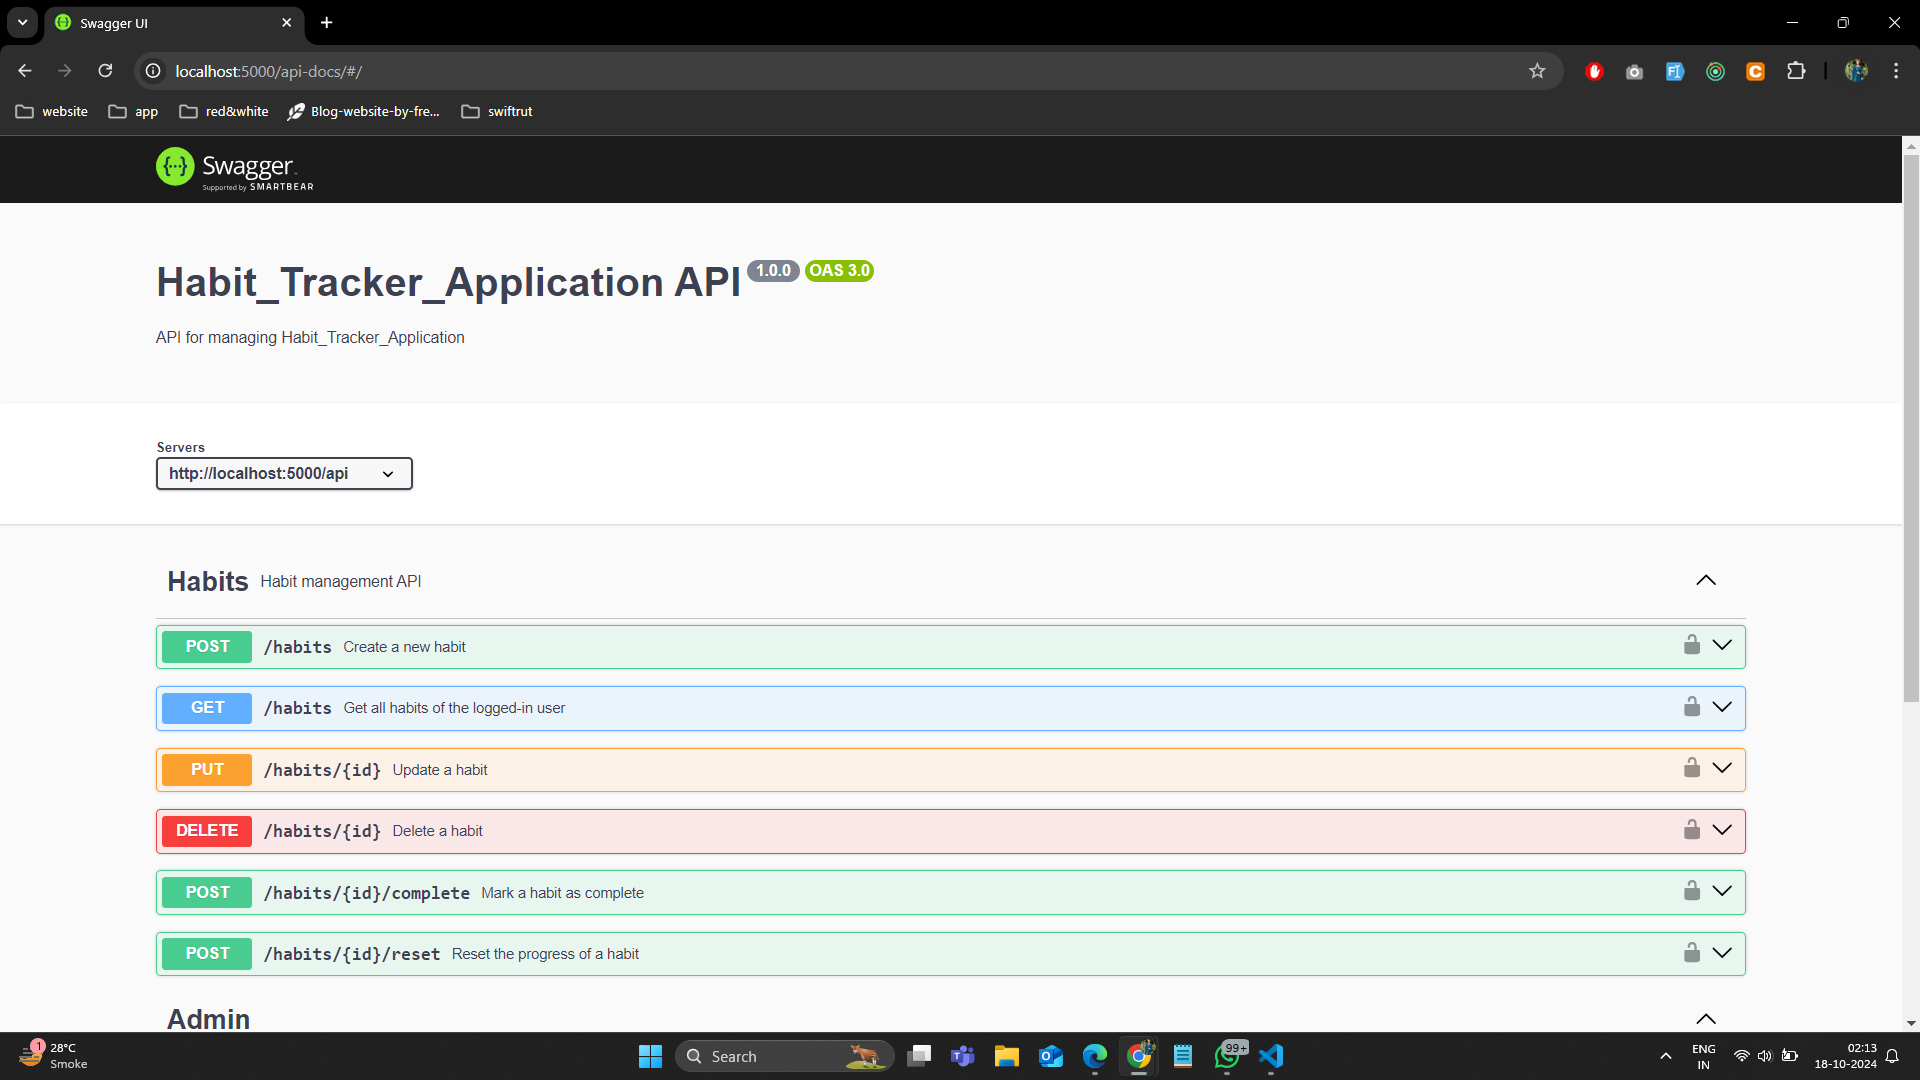 Swagger UI
localhost:5000/api-docs/#/
website
app
red&white
Blog-website-by-fre...
swiftrut
Swagger
Supported by SMARTBEAR
Habit_Tracker_Application API 1.0.0 OAS 3.0
API for managing Habit_Tracker_Application
Servers
http://localhost:5000/api
Habits Habit management API
POST /habits Create a new habit
GET /habits Get all habits of the logged-in user
PUT /habits/{id} Update a habit
DELETE /habits/{id} Delete a habit
POST /habits/{id}/complete Mark a habit as complete
POST /habits/{id}/reset Reset the progress of a habit
Admin
1
28°C
Smoke
Search
99+
ENG
IN
02:13
18-10-2024